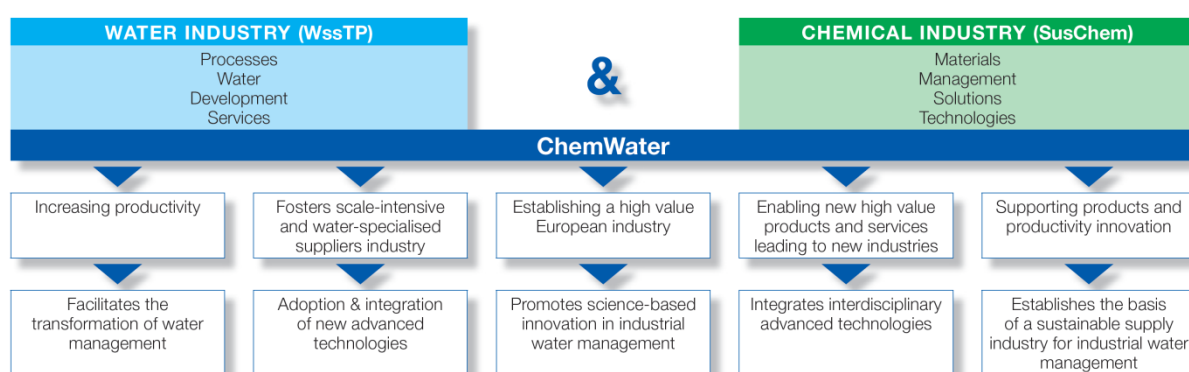 WATER INDUSTRY (WssTP)
Processes
Water
Development
Services
&
CHEMICAL INDUSTRY (SusChem)
Materials
Management
Solutions
Technologies
ChemWater
Increasing productivity
Fosters scale-intensive
and water-specialised
suppliers industry
Establishing a high value
European industry
Enabling new high value
products and services
leading to new industries
Supporting products and
productivity innovation
Facilitates the
transformation of water
management
Adoption & integration
of new advanced
technologies
Promotes science-based
innovation in industrial
water management
Integrates interdisciplinary
advanced technologies
Establishes the basis
of a sustainable supply
industry for industrial water
management